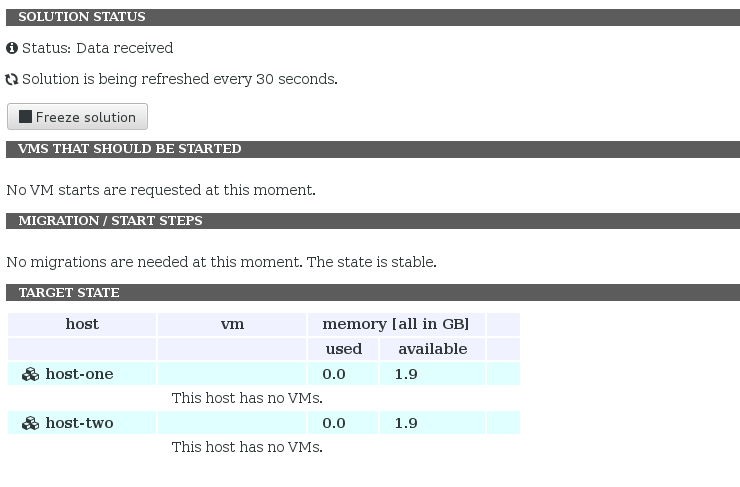 SOLUTION STATUS
Status: Data received
Solution is being refreshed every 30 seconds.
Freeze solution
VMS THAT SHOULD BE STARTED
No VM starts are requested at this moment.
MIGRATION / START STEPS
No migrations are needed at this moment. The state is stable.
TARGET STATE
host vm memory [all in GB]
used available
host-one 0.0 1.9
This host has no VMs.
host-two 0.0 1.9
This host has no VMs.